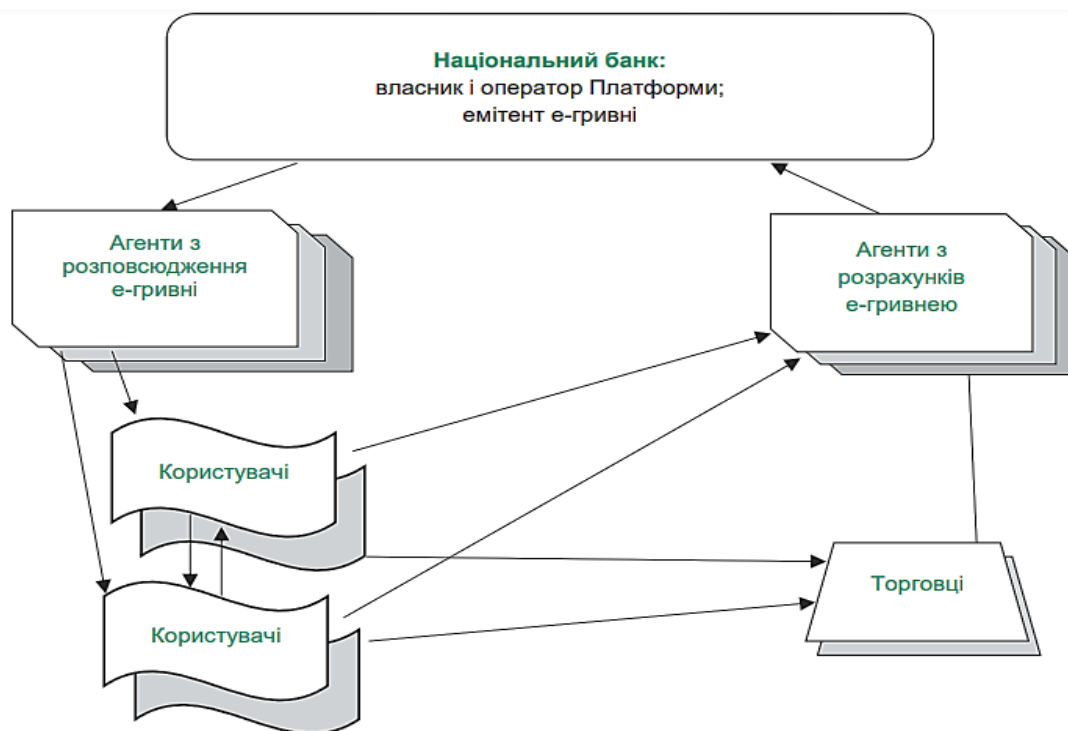 Національний банк:
власник і оператор Платформи;
емітент е-гривні
Агенти з
розповсюдження
е-гривні
Агенти з
розрахунків
е-гривнею
Користувачі
Користувачі
Торговці